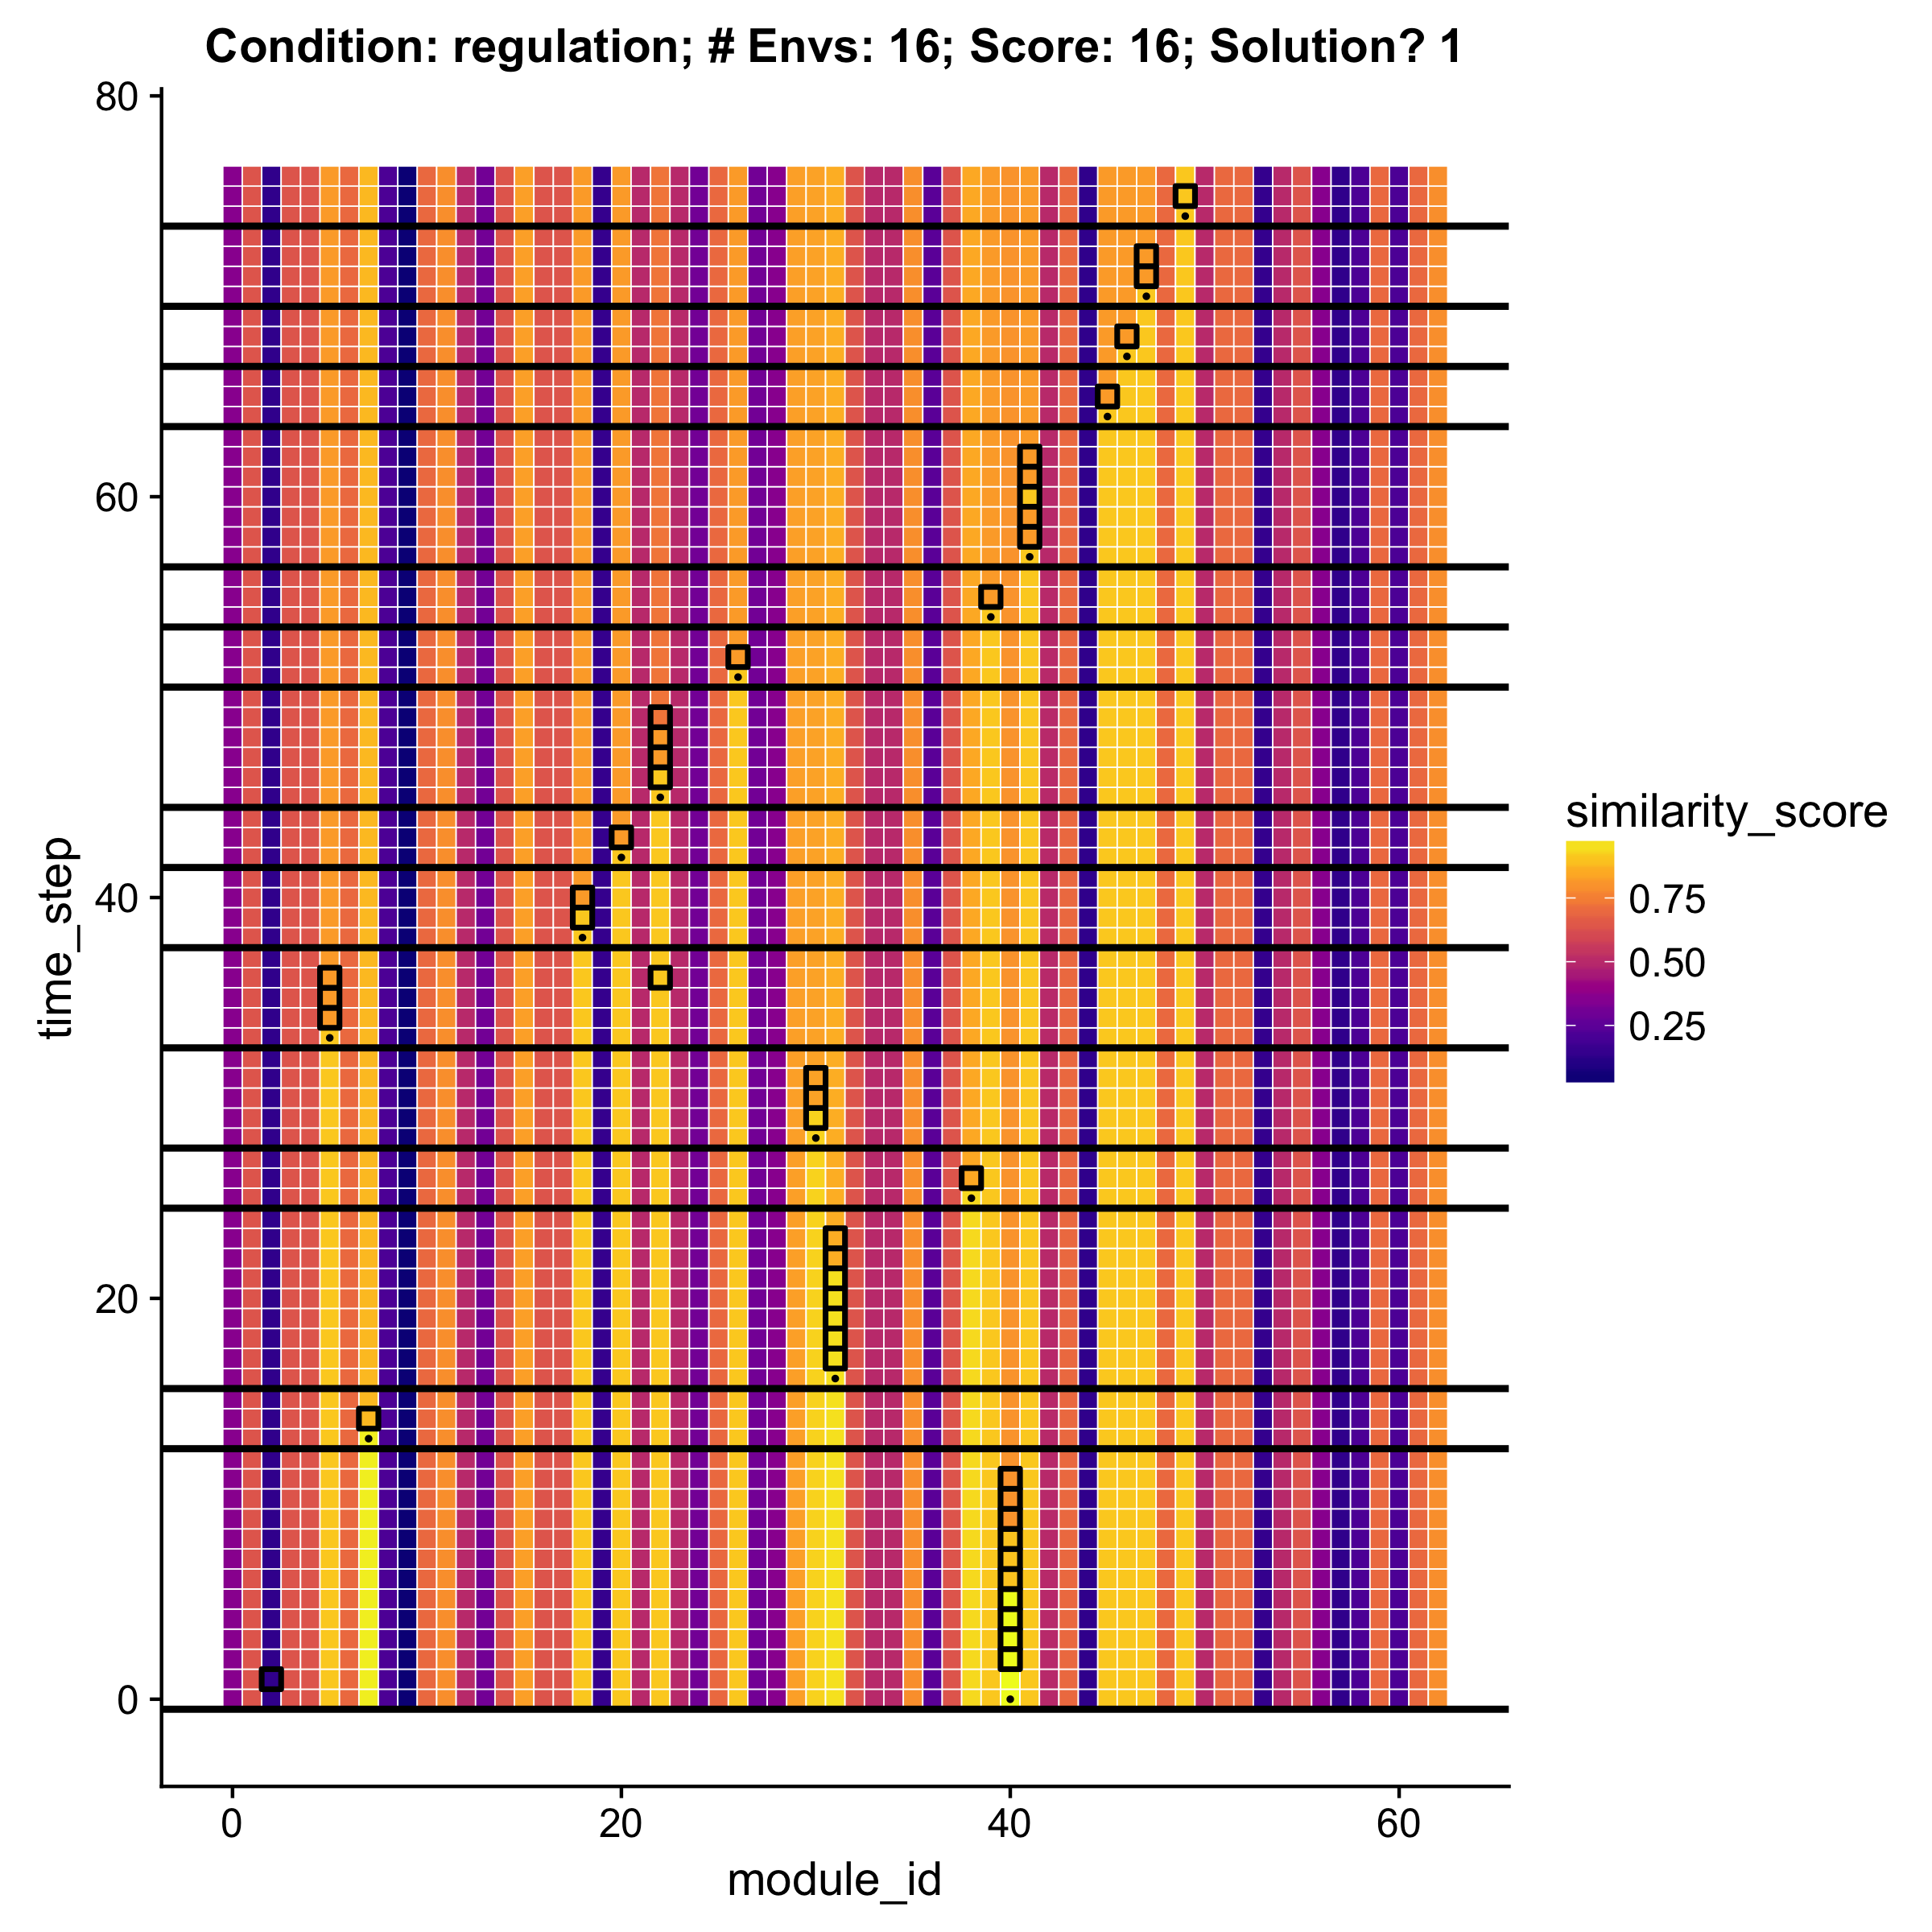 Condition: regulation; # Envs: 16; Score: 16; Solution? 1
80
60
40
20
0
time_step
0 20 40 60
module_id
similarity_score
0.75
0.50
0.25